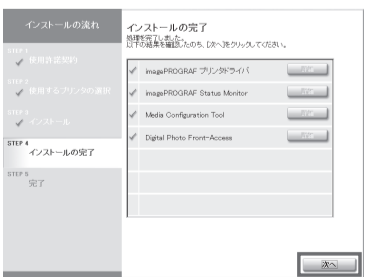 インストールの流れ
STEP 1
使用許諾契約
STEP 2
使用するプリンタの選択
STEP 3
インストール
STEP 4
インストールの完了
STEP 5
完了
インストールの完了
処理を完了しました。
以下の結果を確認したのち、[次へ]をクリックしてください。
imagePROGRAF プリンタドライバ
imagePROGRAF Status Monitor
Media Configuration Tool
Digital Photo Front-Access
次へ